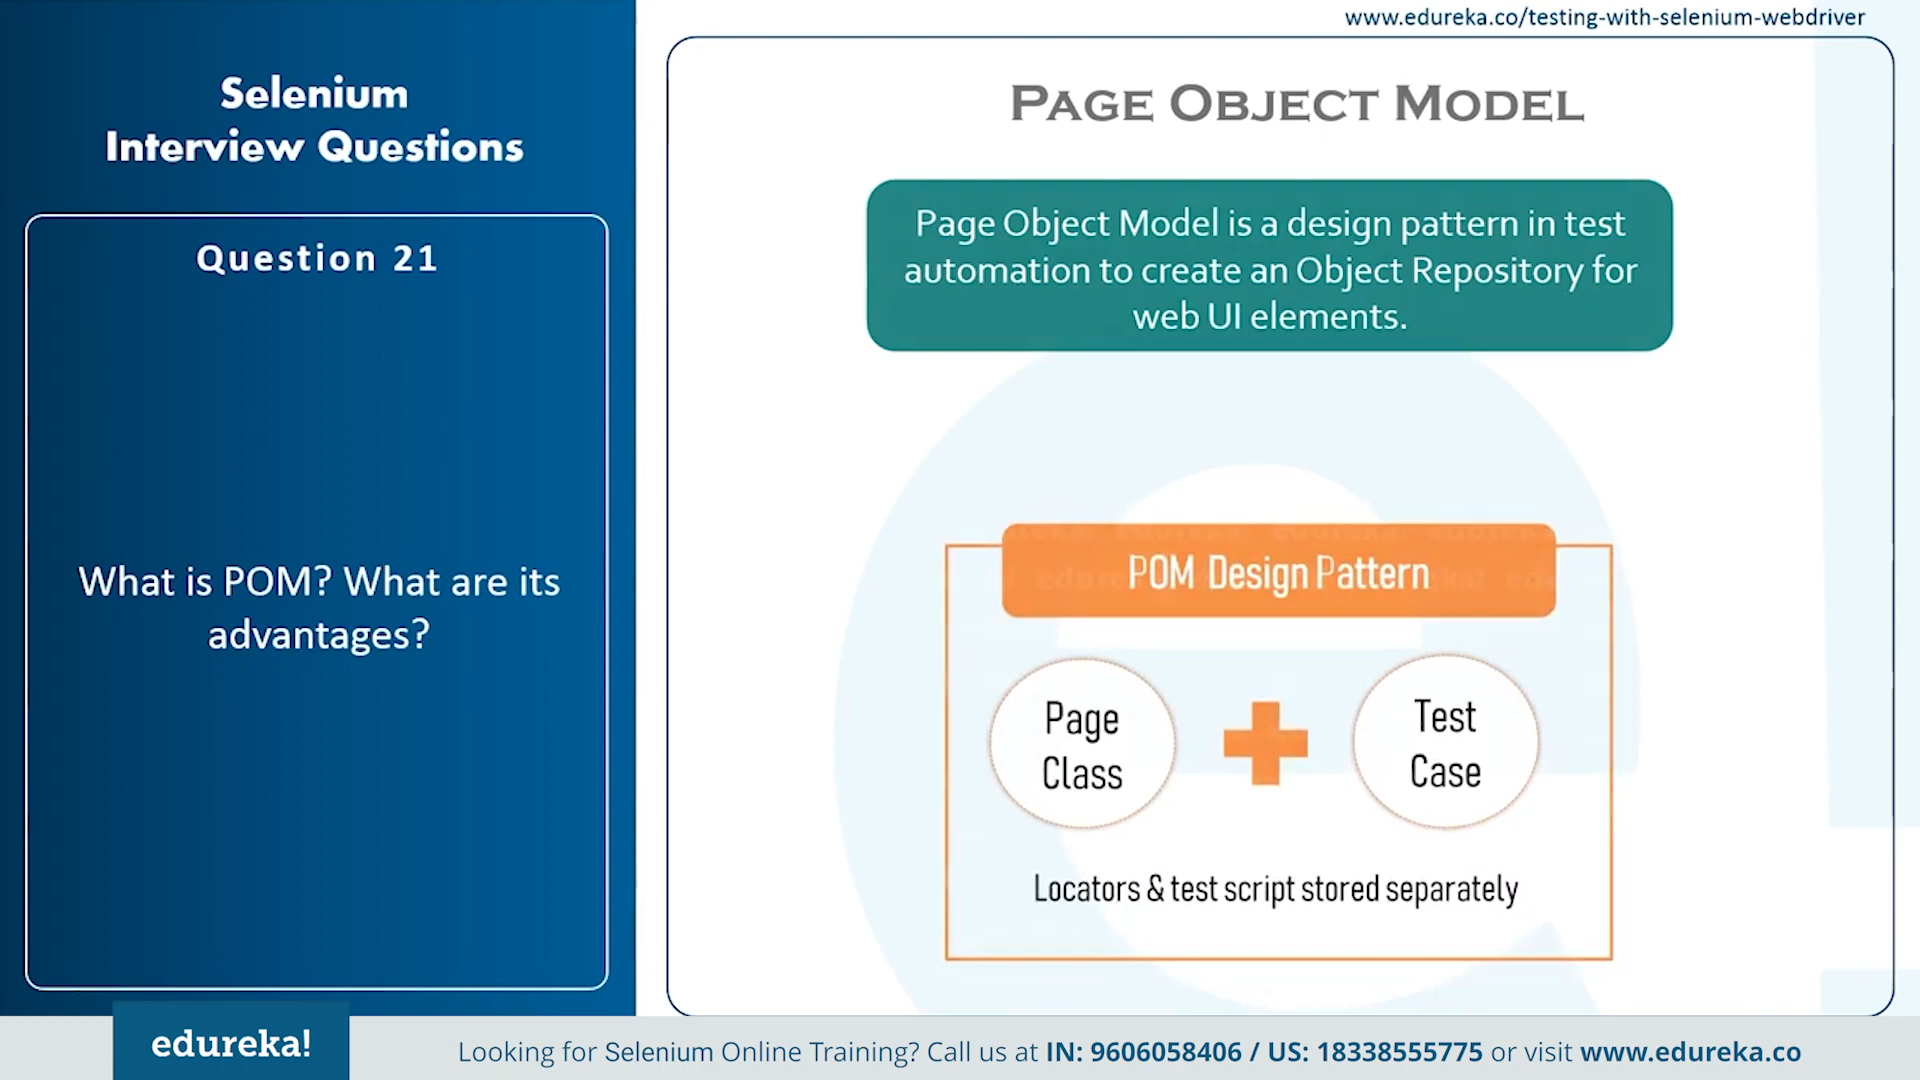 www.edureka.co/testing-with-selenium-webdriver
Selenium
Interview Questions
Question 21
What is POM? What are its
advantages?
PAGE OBJECT MODEL
Page Object Model is a design pattern in test
automation to create an Object Repository for
web UI elements.
POM Design Pattern
Page
Class
Test
Case
Locators & test script stored separately
edureka!
Looking for Selenium Online Training? Call us at IN: 9606058406 / US: 18338555775 or visit www.edureka.co